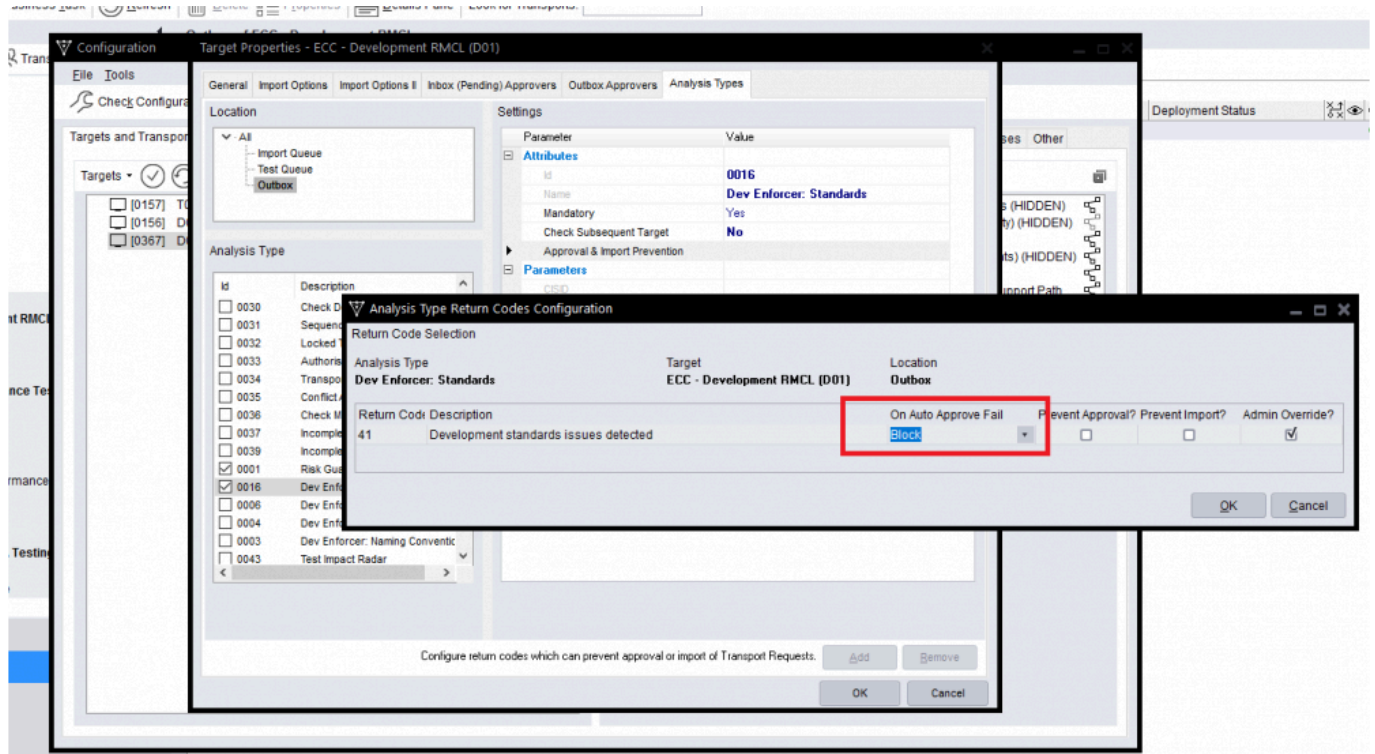 Configuration
Target Properties - ECC - Development RMCL (D01)
File Tools
Check Configura
General Import Options Import Options II Inbox (Pending) Approvers Outbox Approvers Analysis Types
Location
All
Import Queue
Test Queue
Outbox
Settings
Parameter Value
Attributes
Id 0016
Name Dev Enforcer: Standards
Mandatory Yes
Check Subsequent Target No
Approval & Import Prevention
Parameters
CISID
Targets and Transpor
Targets
[0157] T
[0156] D
[0367] D
Analysis Type
Id Description
0030 Check D
0031 Sequenc
0032 Locked
0033 Authoris
0034 Transpo
0035 Conflict
0036 Check M
0037 Incomple
0039 Incomple
0001 Risk Gua
0016 Dev Enf
0006 Dev Enf
0004 Dev Enf
0003 Dev Enforcer: Naming Conventic
0043 Test Impact Radar
Analysis Type Return Codes Configuration
Return Code Selection
Analysis Type Target Location
Dev Enforcer: Standards ECC - Development RMCL (D01) Outbox
Return Code Description On Auto Approve Fail Prevent Approval? Prevent Import? Admin Override?
41 Development standards issues detected Block
OK Cancel
Configure return codes which can prevent approval or import of Transport Requests. Add Remove
OK Cancel
Deployment Status
ses Other
s (HIDDEN)
ty) (HIDDEN)
ts) (HIDDEN)
upport Path
Trans
nt RMCL
nce Tes
rmance
Testing